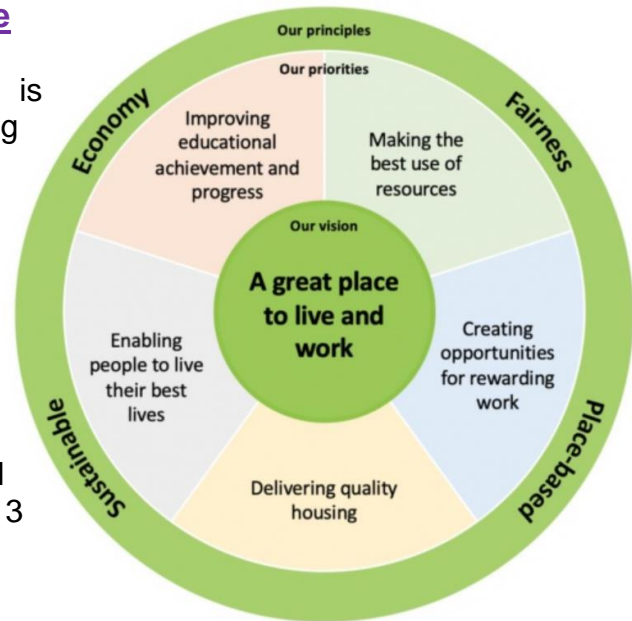 e
is
g
l
3
Our principles
Our priorities
Economy
Fairness
Sustainable
Place-based
Improving
educational
achievement and
progress
Making the
best use of
resources
Our vision
A great place
to live and
work
Enabling
people to live
their best
lives
Creating
opportunities
for rewarding
work
Delivering quality
housing